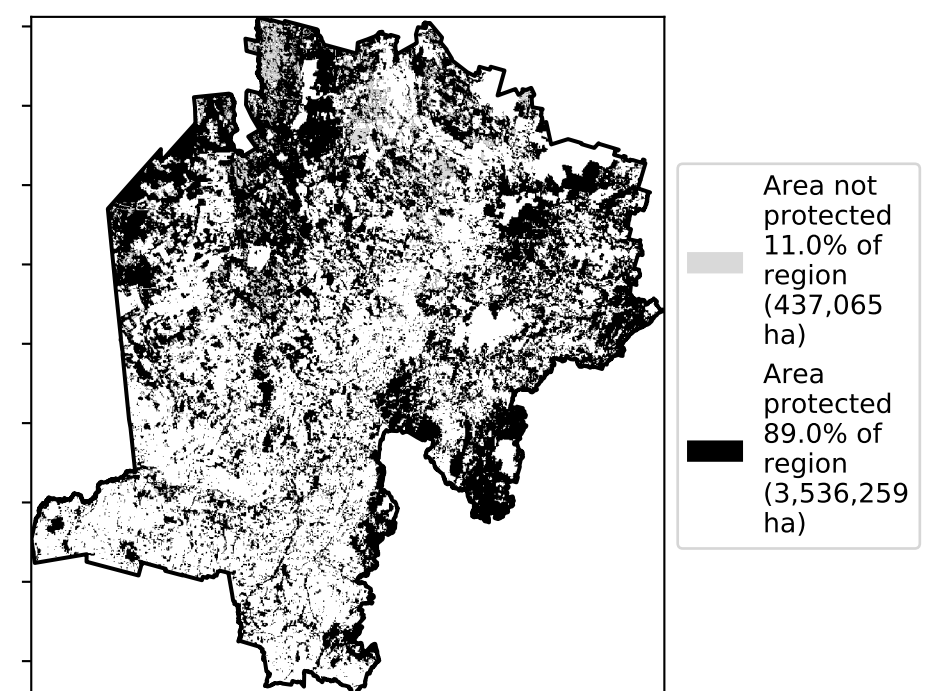 Area not
protected
11.0% of
region
(437,065
ha)
Area
protected
89.0% of
region
(3,536,259
ha)